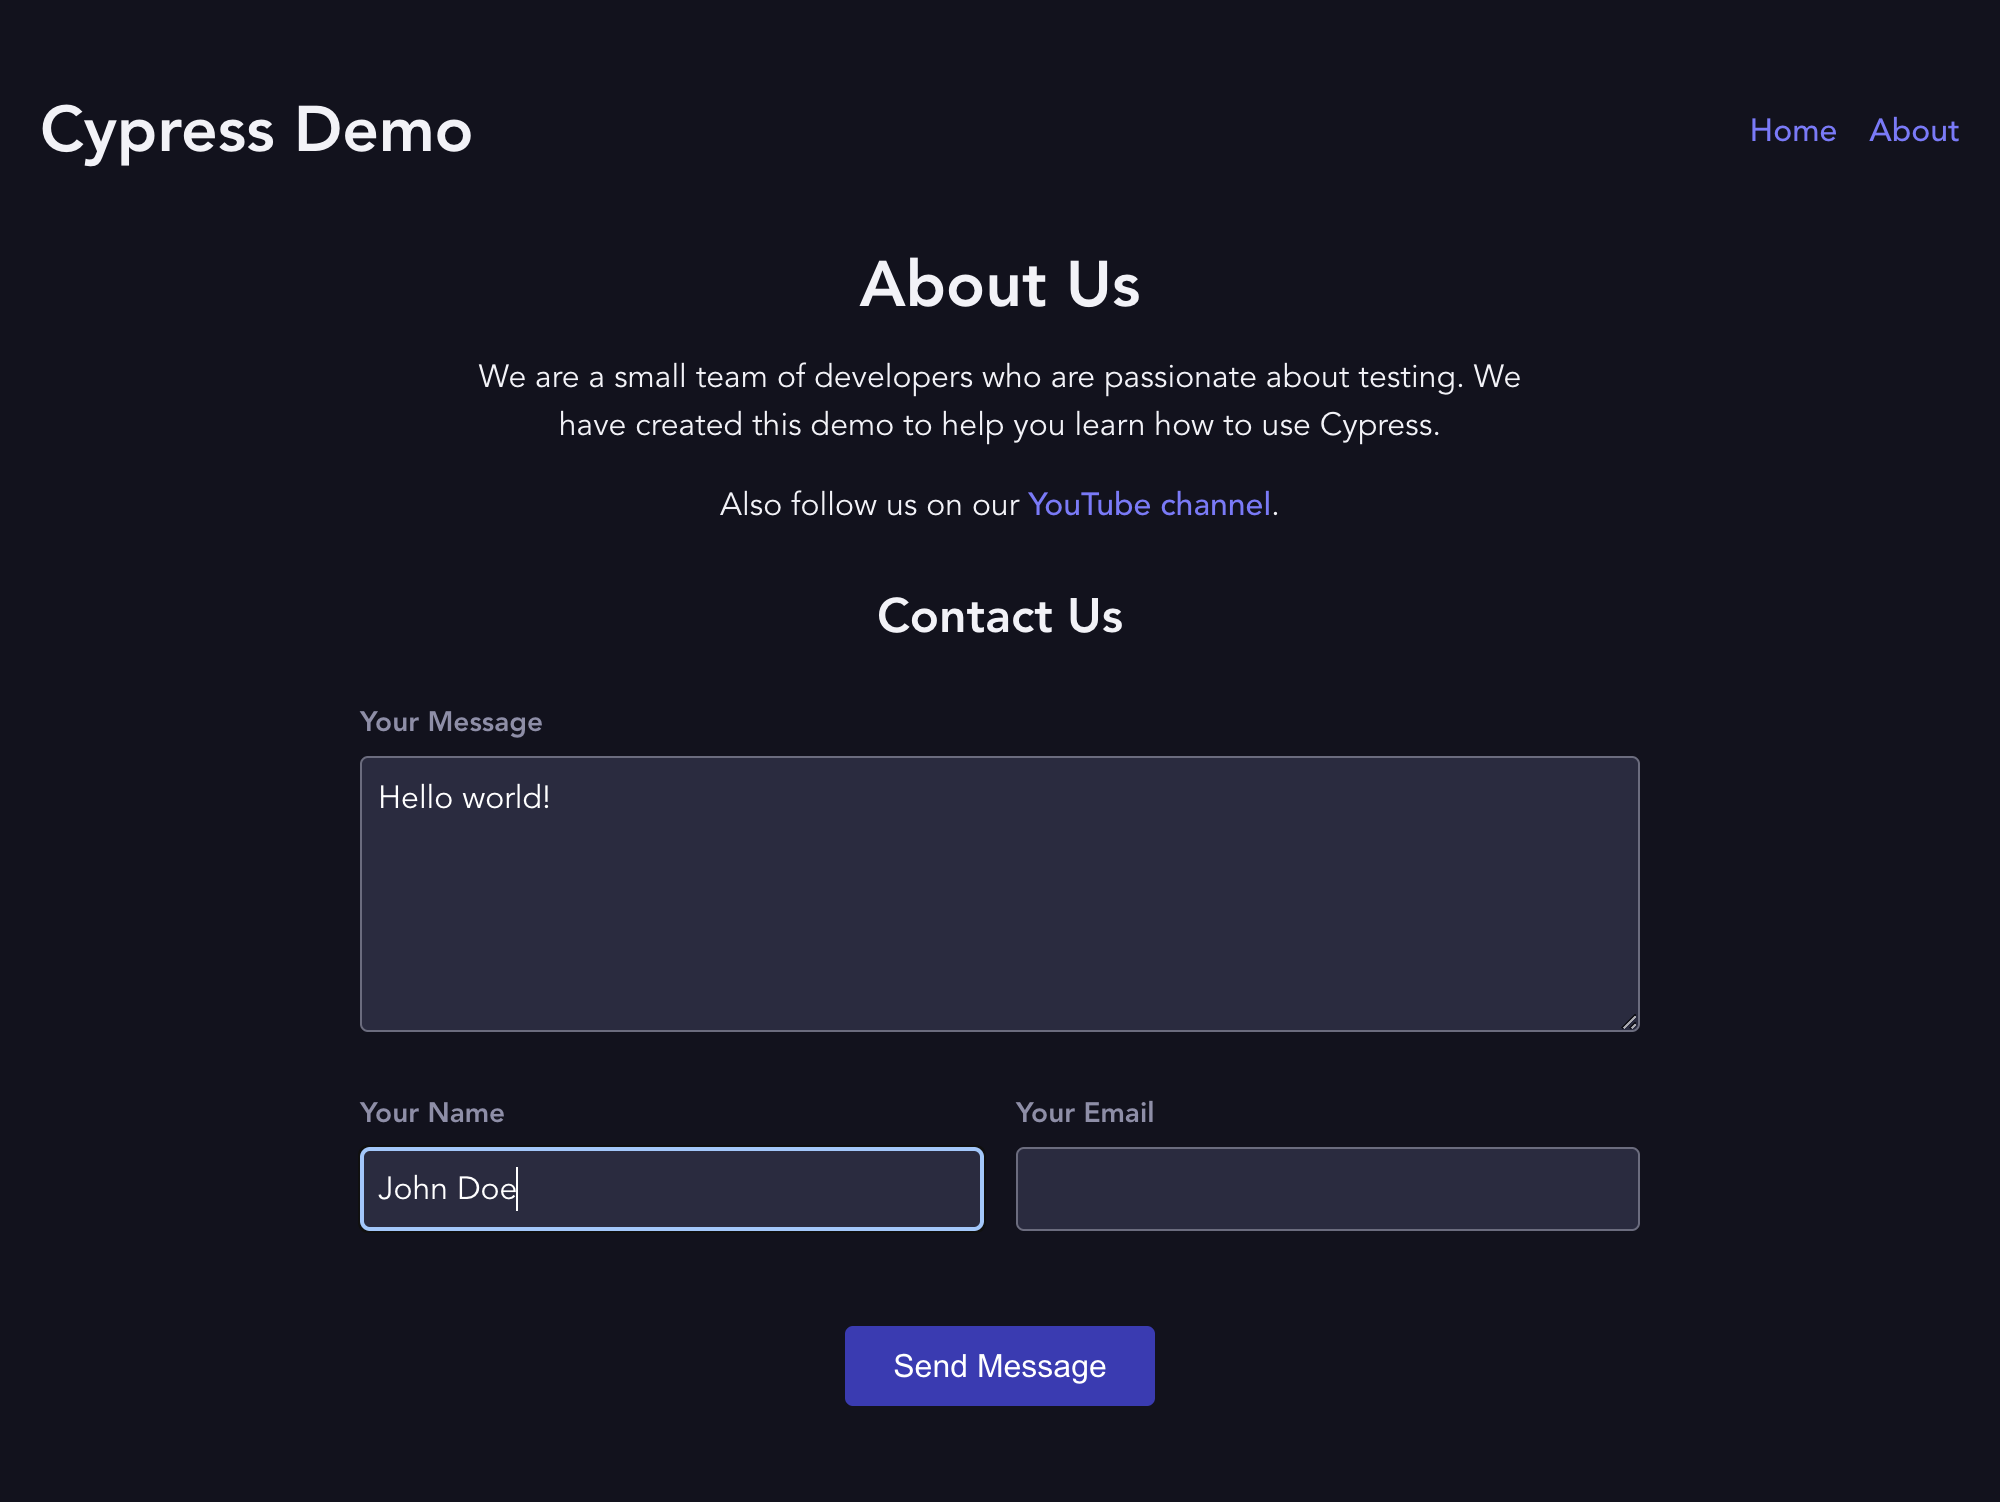 Cypress Demo
Home About
About Us
We are a small team of developers who are passionate about testing. We
have created this demo to help you learn how to use Cypress.
Also follow us on our YouTube channel.
Contact Us
Your Message
Hello world!
Your Name
Your Email
John Doe
Send Message